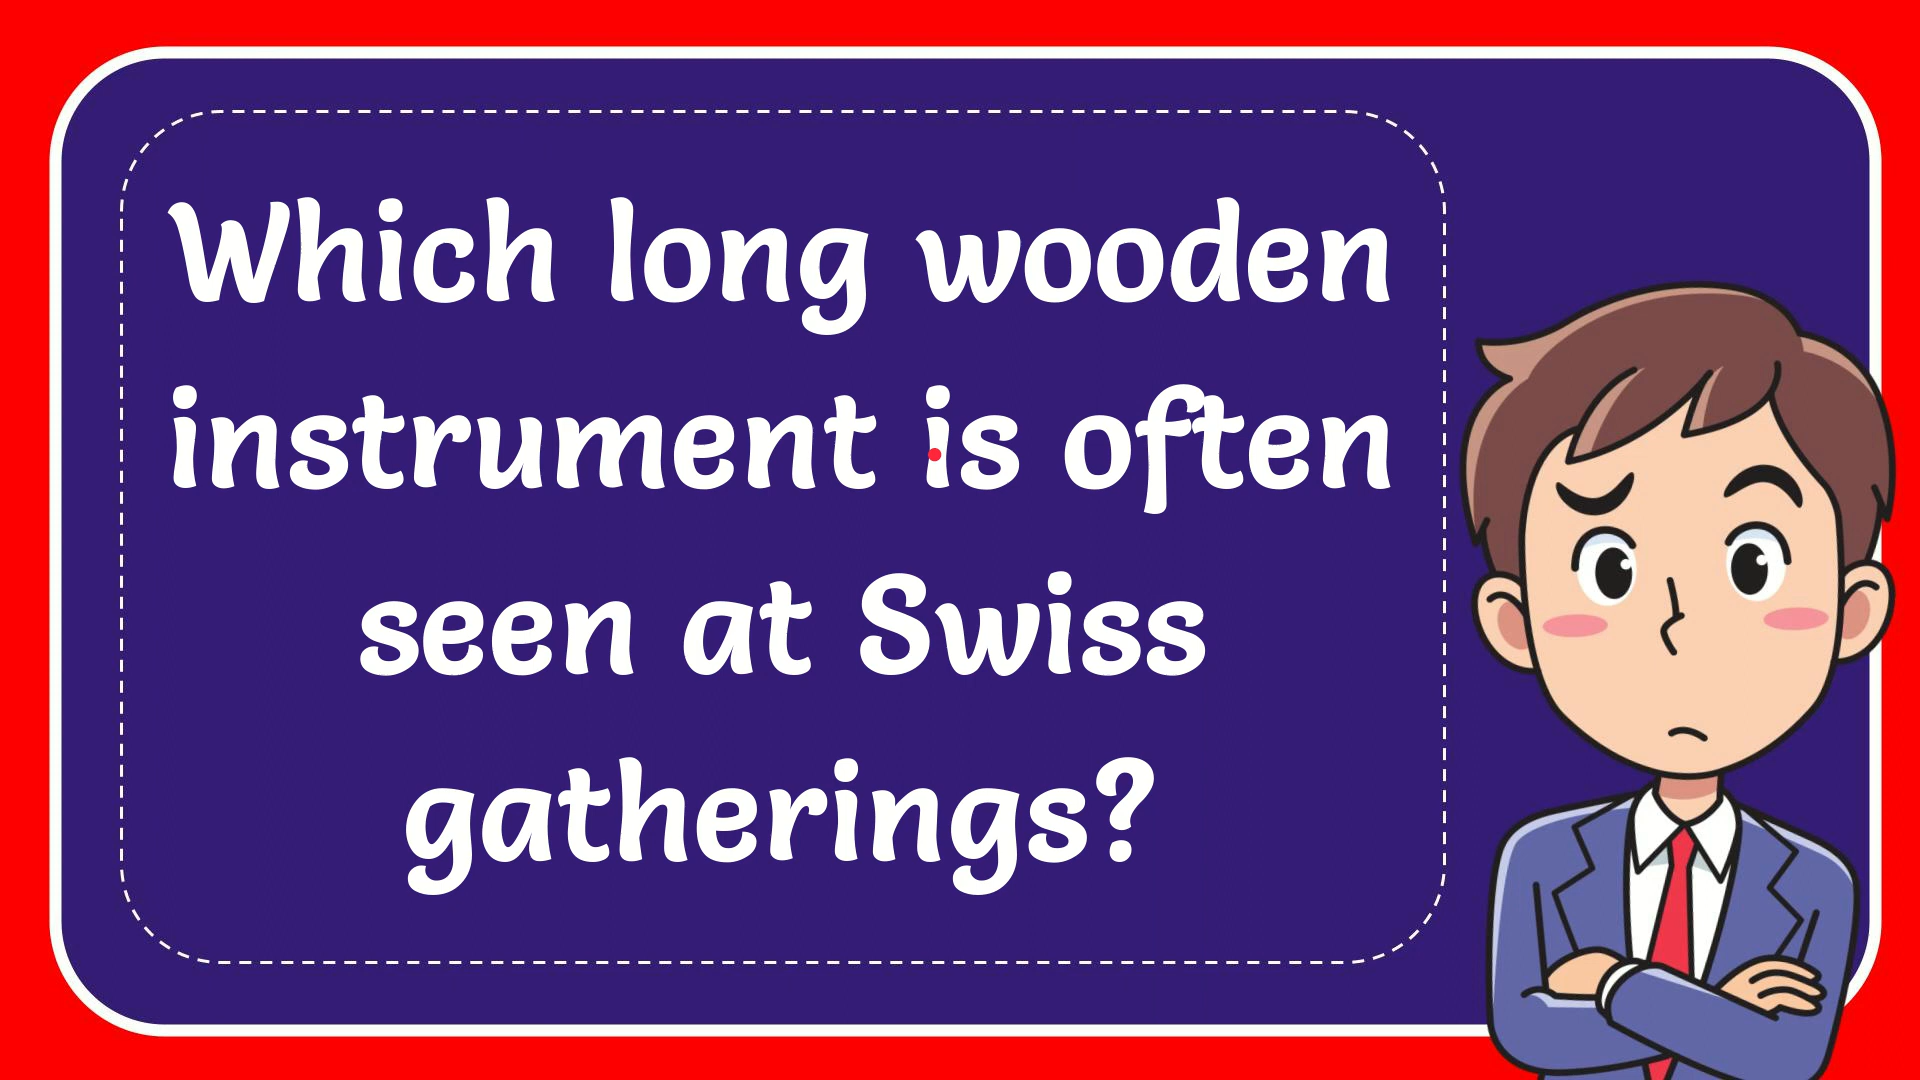 Which long wooden
instrument is often
seen at Swiss
gatherings?